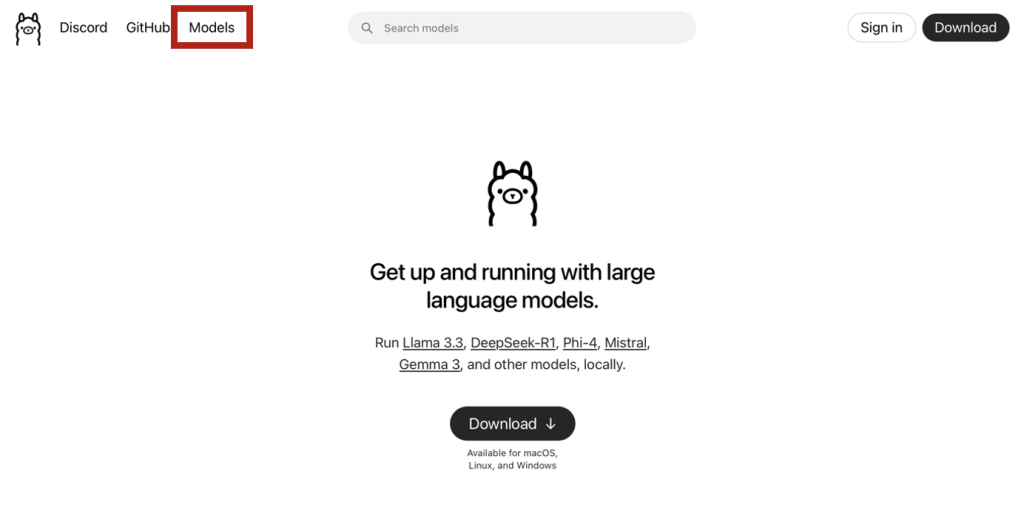 Discord GitHub Models Search models Sign in Download
Get up and running with large
language models.
Run Llama 3.3, DeepSeek-R1, Phi-4, Mistral,
Gemma 3, and other models, locally.
Download ↓
Available for macOS,
Linux, and Windows